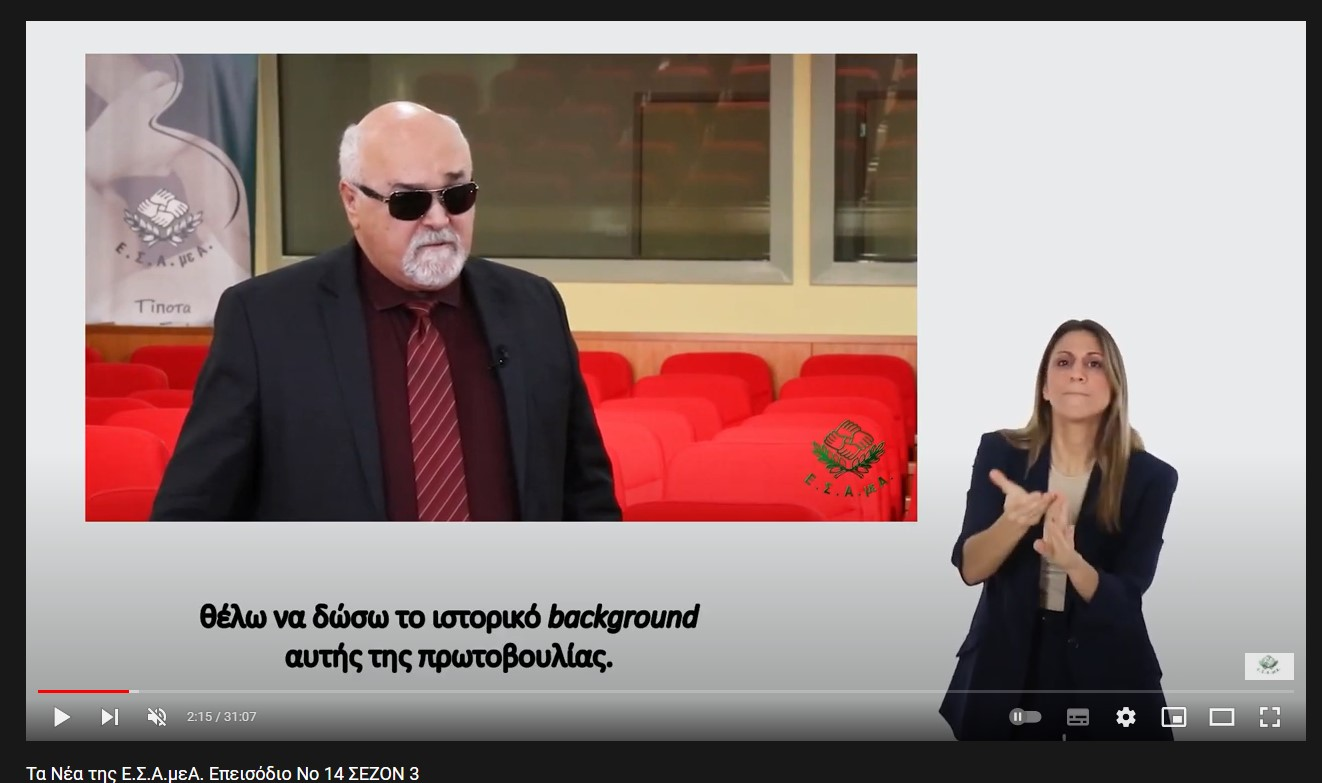 Ε.Σ.Α.μεΑ.
Τίποτα
Ε.Σ.Α.μεΑ.
θέλω να δώσω το ιστορικό background
αυτής της πρωτοβουλίας.
2:15 / 31:07
Τα Νέα της Ε.Σ.Α.μεΑ. Επεισόδιο Νο 14 ΣΕΖΟΝ 3